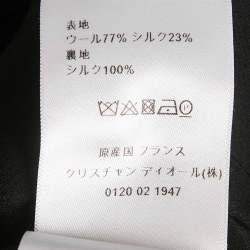 表地
ウール77% シルク23%
裏地
シルク100%
原産国 フランス
クリスチャン ディオール(株)
0120 02 1947